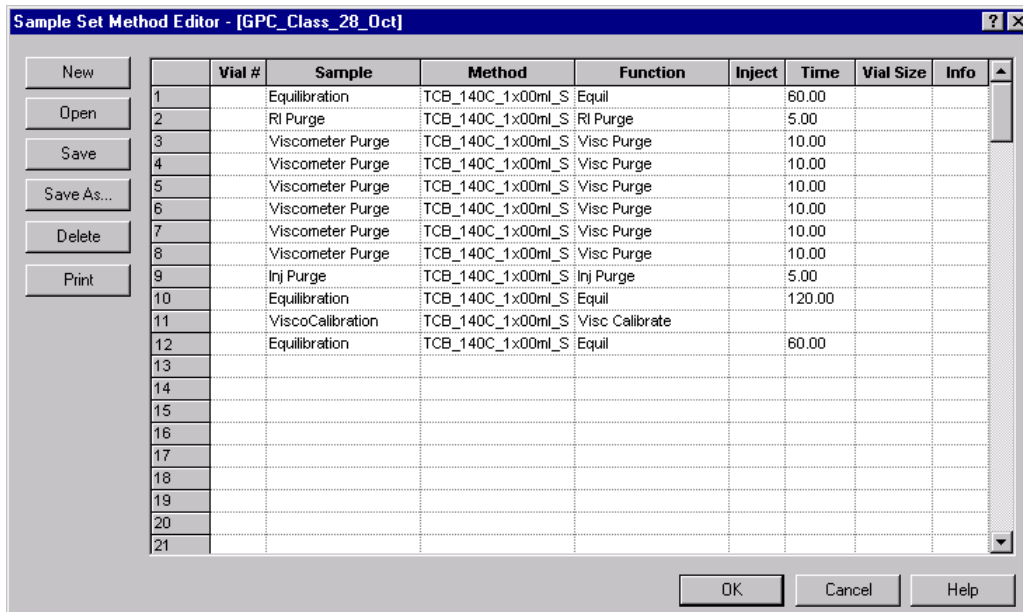 Sample Set Method Editor - [GPC_Class_28_Oct]
New
Open
Save
Save As...
Delete
Print
Vial # Sample Method Function Inject Time Vial Size Info
1 Equilibration TCB_140C_1x00ml_S Equil 60.00
2 RI Purge TCB_140C_1x00ml_S RI Purge 5.00
3 Viscometer Purge TCB_140C_1x00ml_S Visc Purge 10.00
4 Viscometer Purge TCB_140C_1x00ml_S Visc Purge 10.00
5 Viscometer Purge TCB_140C_1x00ml_S Visc Purge 10.00
6 Viscometer Purge TCB_140C_1x00ml_S Visc Purge 10.00
7 Viscometer Purge TCB_140C_1x00ml_S Visc Purge 10.00
8 Viscometer Purge TCB_140C_1x00ml_S Visc Purge 10.00
9 Inj Purge TCB_140C_1x00ml_S Inj Purge 5.00
10 Equilibration TCB_140C_1x00ml_S Equil 120.00
11 ViscoCalibration TCB_140C_1x00ml_S Visc Calibrate
12 Equilibration TCB_140C_1x00ml_S Equil 60.00
13
14
15
16
17
18
19
20
21
OK Cancel Help